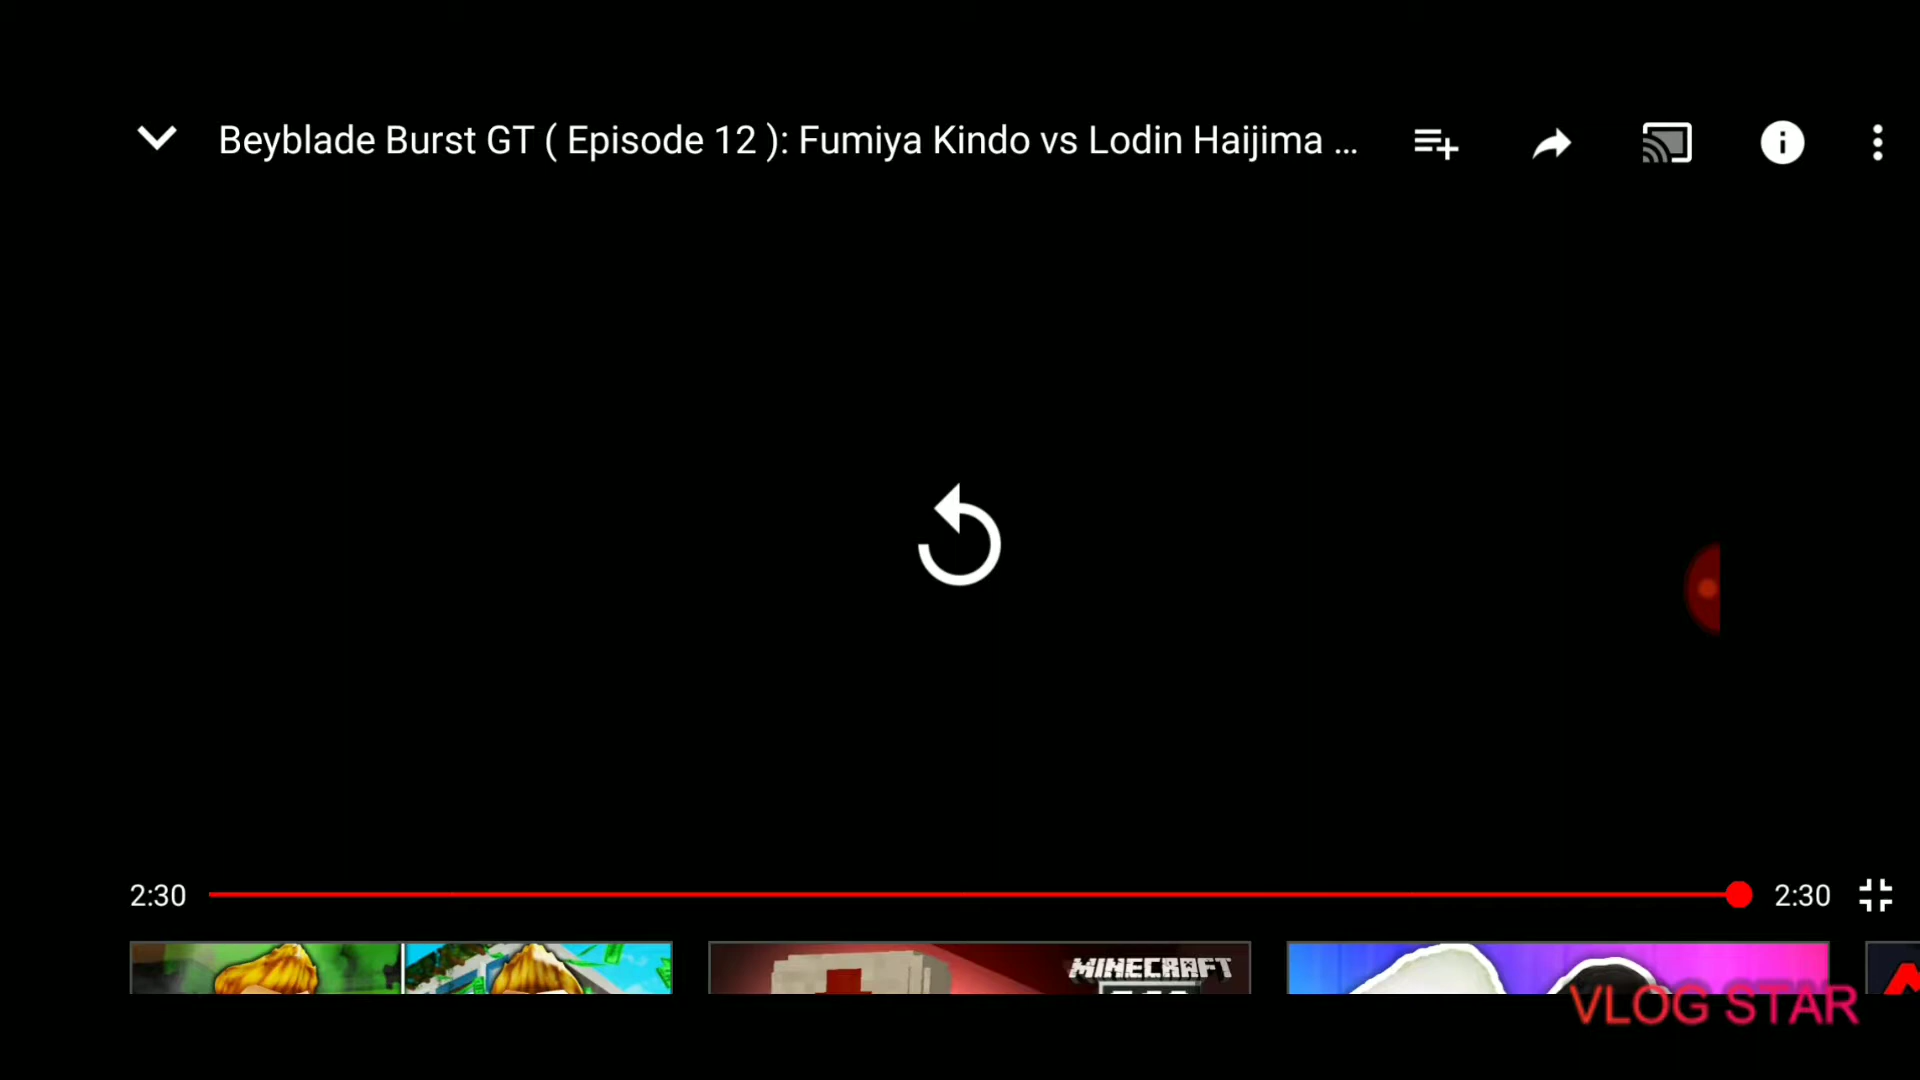 Beyblade Burst GT ( Episode 12 ): Fumiya Kindo vs Lodin Haijima ...
2:30
2:30
MINECRAFT
VLOG STAR